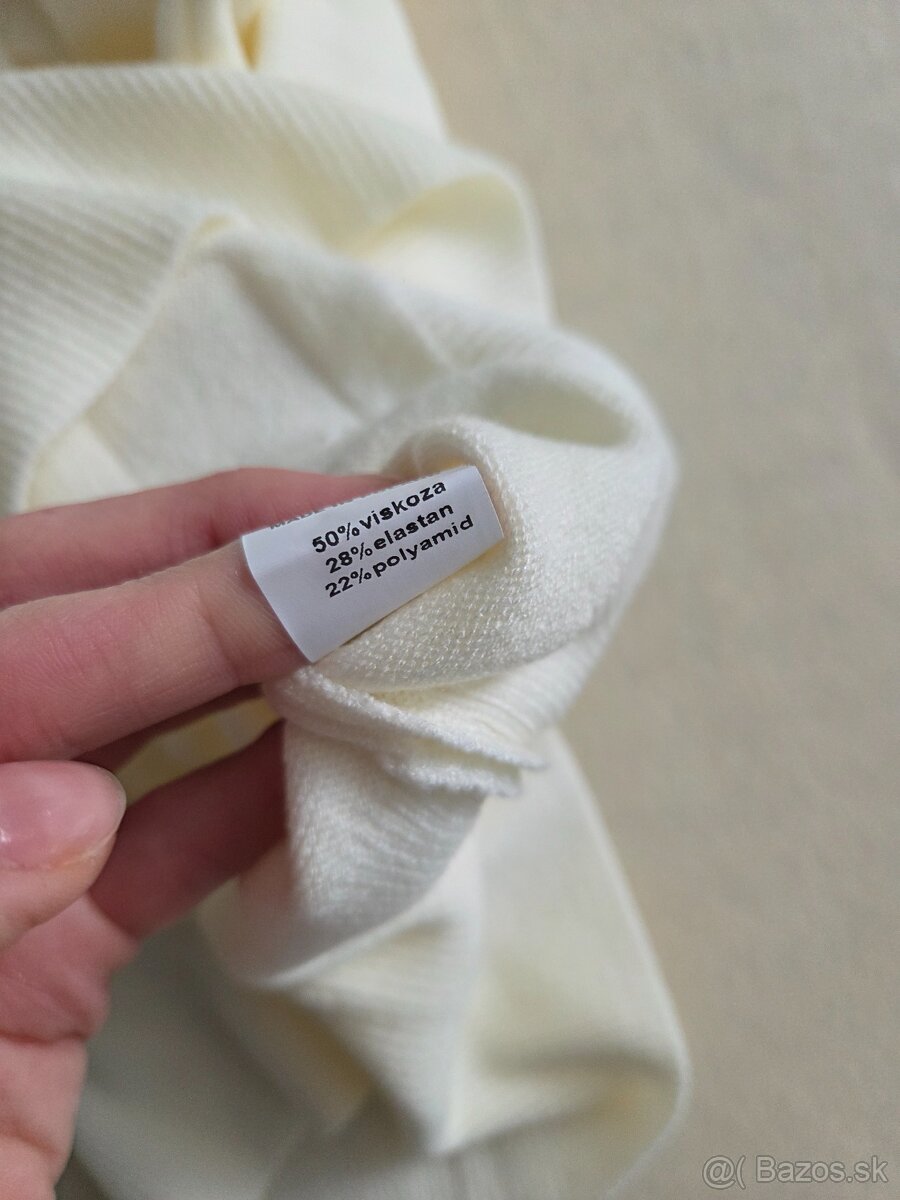 50%viskoza
28%elastan
22%polyamid
@( Bazos.sk